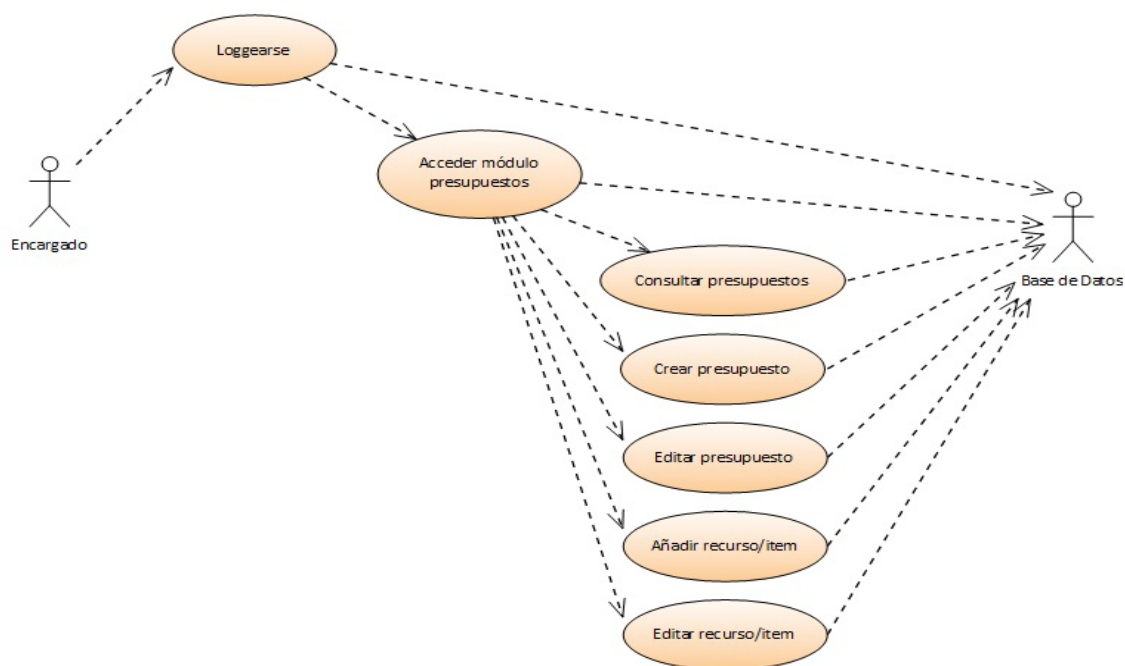 Loggearse
Acceder módulo
presupuestos
Encargado
Consultar presupuestos
Base de Datos
Crear presupuesto
Editar presupuesto
Añadir recurso/item
Editar recurso/item